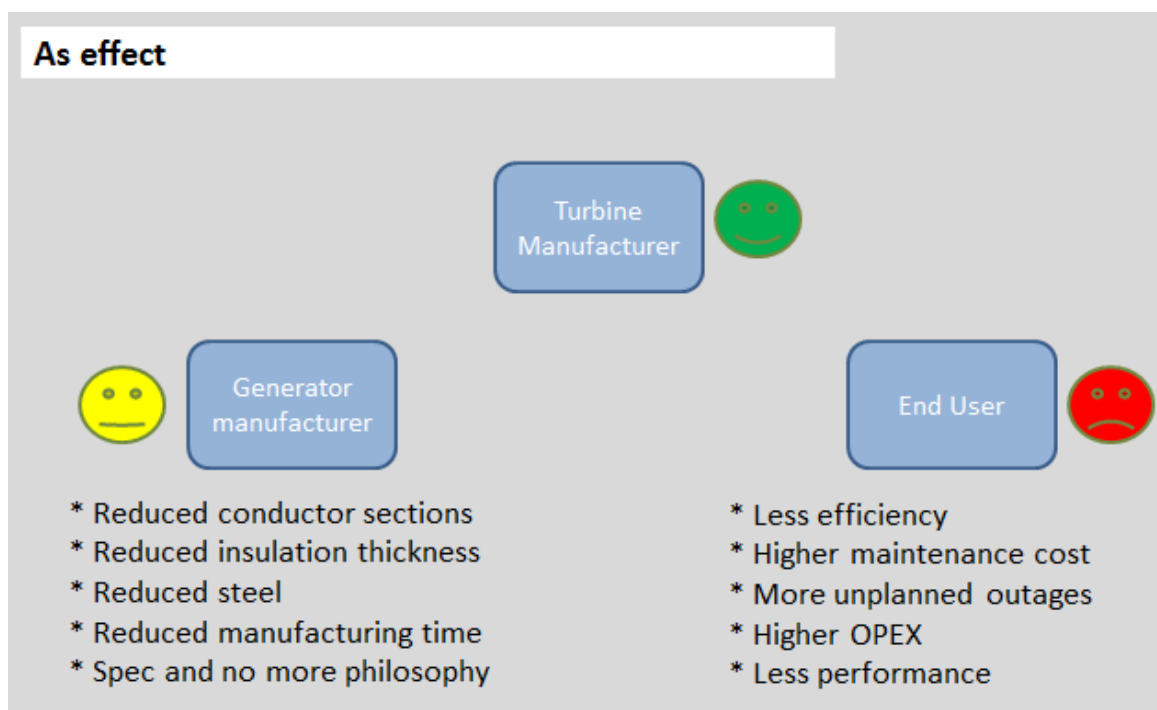 As effect
Turbine
Manufacturer
Generator
manufacturer
End User
* Reduced conductor sections
* Reduced insulation thickness
* Reduced steel
* Reduced manufacturing time
* Spec and no more philosophy
* Less efficiency
* Higher maintenance cost
* More unplanned outages
* Higher OPEX
* Less performance